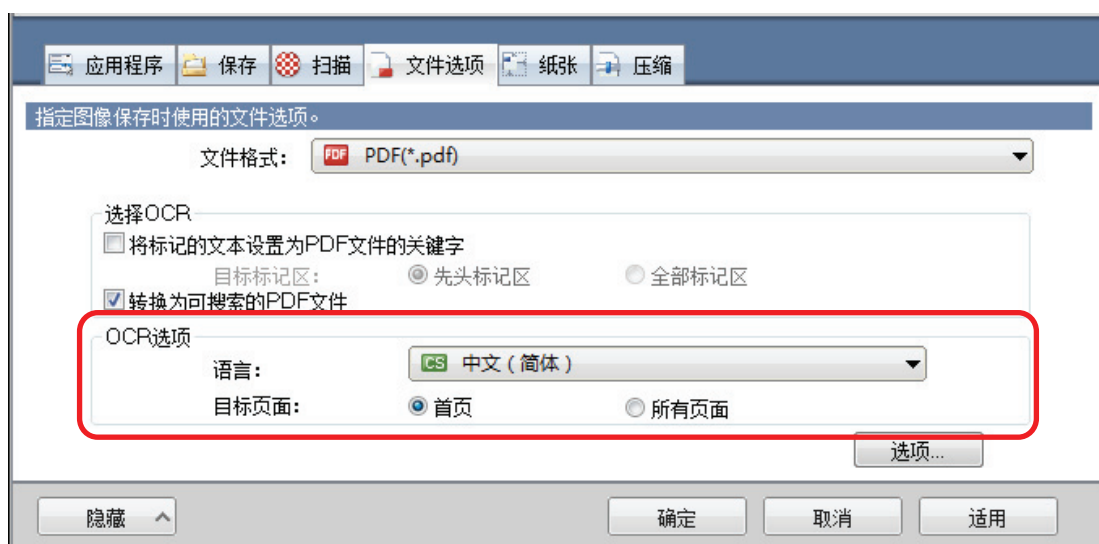 应用程序 保存 扫描 文件选项 纸张 压缩
指定图像保存时使用的文件选项。
文件格式： PDF PDF(*.pdf)
选择OCR
将标记的文本设置为PDF文件的关键字
目标标记区： 先头标记区 全部标记区
转换为可搜索的PDF文件
OCR选项
语言： CS 中文（简体）
目标页面： 首页 所有页面
选项...
隐藏 确定 取消 适用